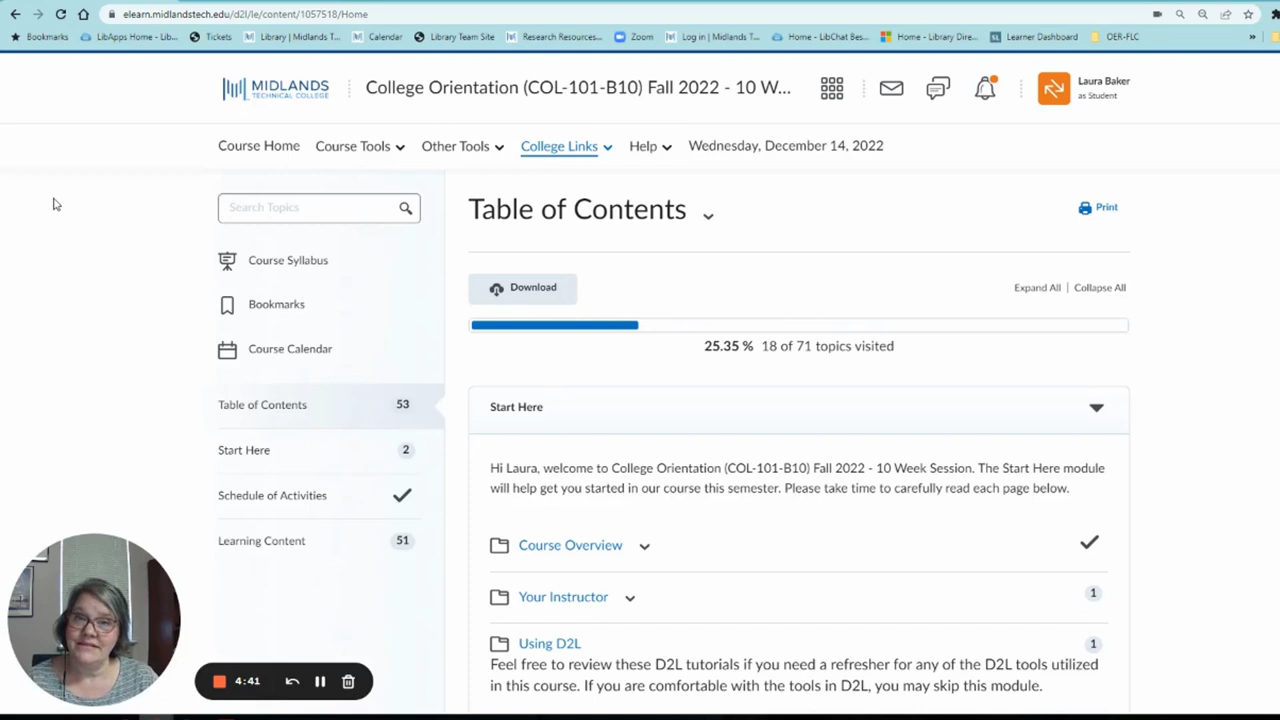 elearn.midlandstech.edu/d2l/le/content/1057518/Home
Bookmarks LibApps Home - Lib... Tickets Library | Midlands T... Calendar Library Team Site Research Resources... Zoom Log in | Midlands T... Home - LibChat Bes... Home - Library Dire... Learner Dashboard OER-FLC »
MIDLANDS
TECHNICAL COLLEGE
College Orientation (COL-101-B10) Fall 2022 - 10 W...
Laura Baker
as Student
Course Home Course Tools Other Tools College Links Help Wednesday, December 14, 2022
Search Topics
Course Syllabus
Bookmarks
Course Calendar
Table of Contents 53
Start Here 2
Schedule of Activities
Learning Content 51
Table of Contents
Print
Download
Expand All | Collapse All
25.35 % 18 of 71 topics visited
Start Here
Hi Laura, welcome to College Orientation (COL-101-B10) Fall 2022 - 10 Week Session. The Start Here module
will help get you started in our course this semester. Please take time to carefully read each page below.
Course Overview
Your Instructor 1
Using D2L 1
Feel free to review these D2L tutorials if you need a refresher for any of the D2L tools utilized
in this course. If you are comfortable with the tools in D2L, you may skip this module.
4:41